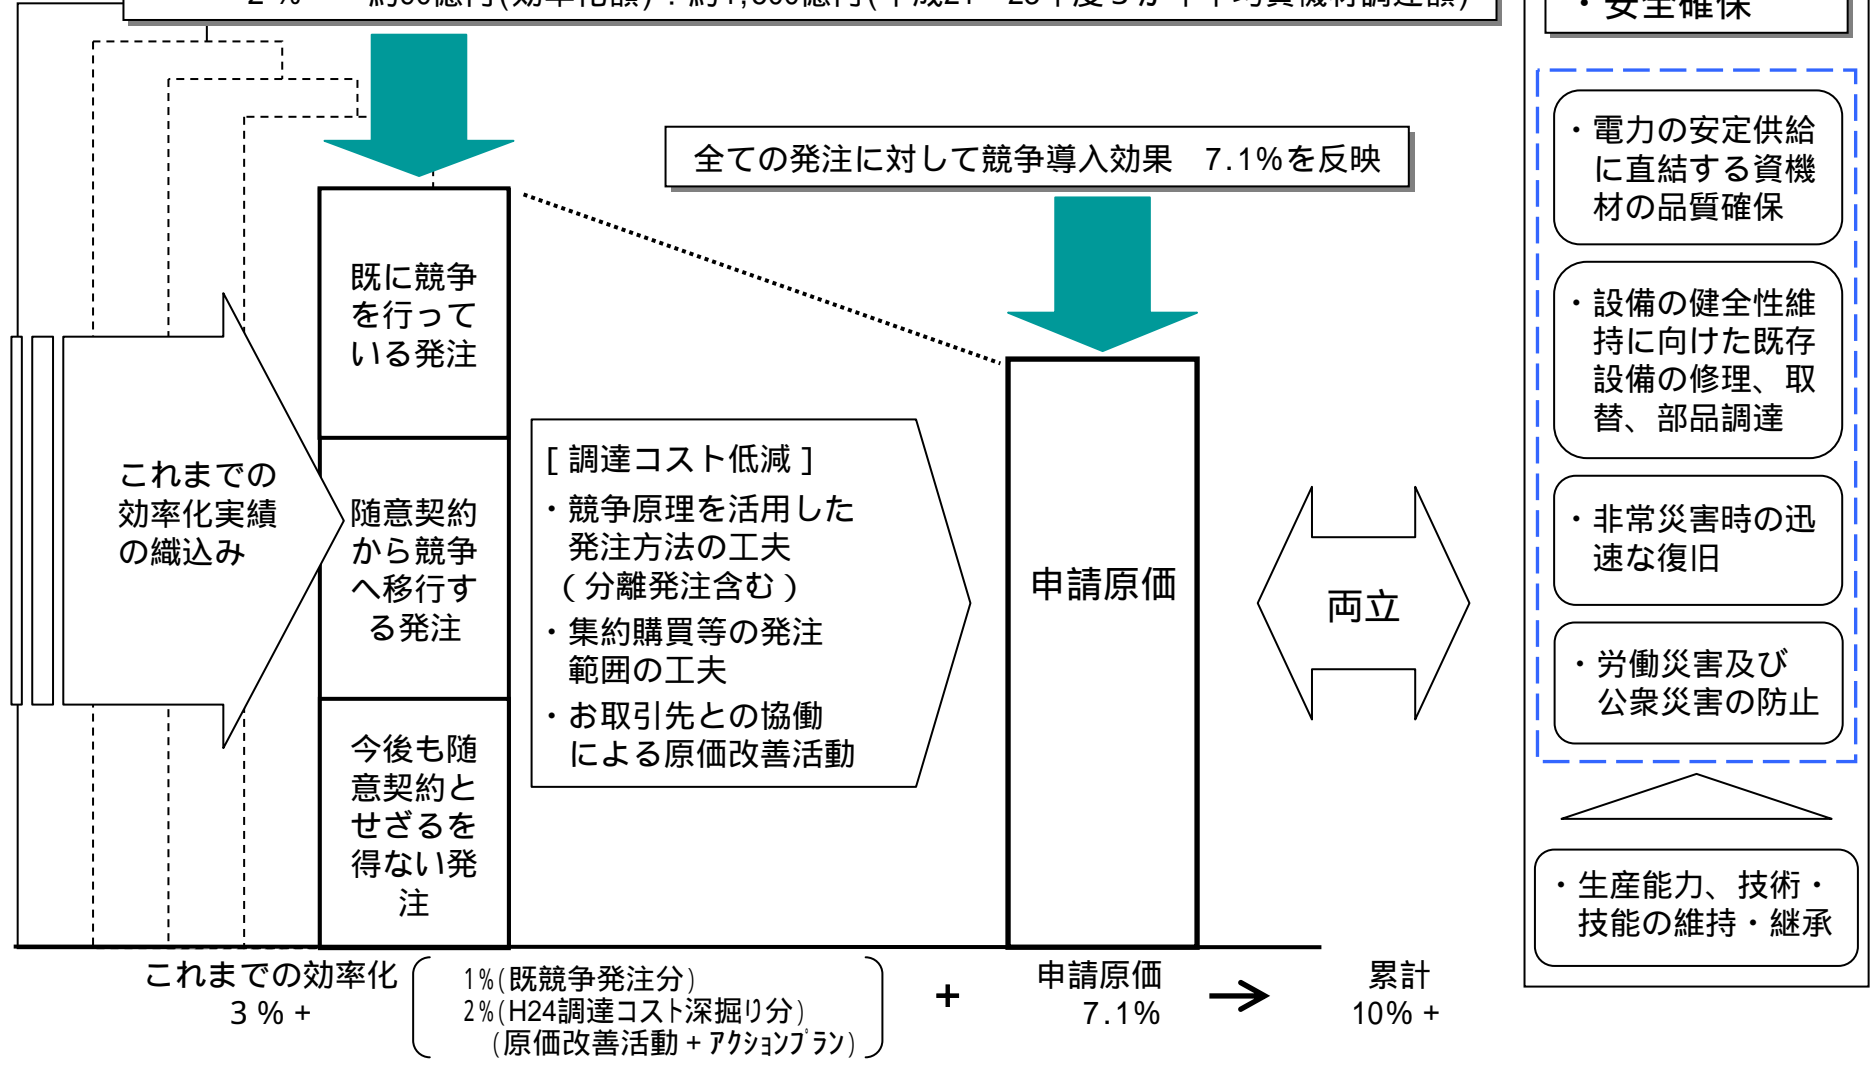 ・安全確保
全ての発注に対して競争導入効果　7.1%を反映
既に競争
を行って
いる発注
これまでの
効率化実績
の織込み
随意契約
から競争
へ移行す
る発注
今後も随
意契約と
せざるを
得ない発
注
[ 調達コスト低減 ]
・競争原理を活用した
発注方法の工夫
(分離発注含む)
・集約購買等の発注
範囲の工夫
・お取引先との協働
による原価改善活動
申請原価
両立
・電力の安定供給
に直結する資機
材の品質確保
・設備の健全性維
持に向けた既存
設備の修理、取
替、部品調達
・非常災害時の迅
速な復旧
・労働災害及び
公衆災害の防止
・生産能力、技術・
技能の維持・継承
これまでの効率化
3%+
1%(既競争発注分)
2%(H24調達コスト深掘り分)
(原価改善活動+ｱｸｼｮﾝﾌﾟﾗﾝ)
+
申請原価
7.1%
→
累計
10%+